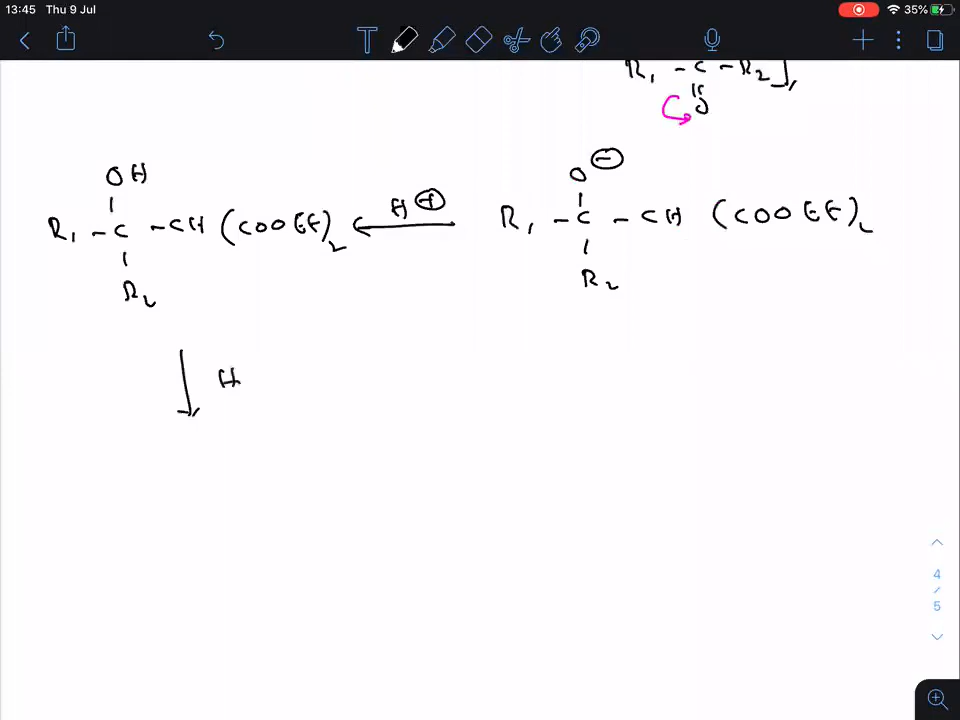 13:45 Thu 9 Jul 35%
R1 - C - R2
O
OH O ⊖
R1 - C - CH (COOEt)2 H ⊕ R1 - C - CH (COOEt)2
R2 R2
H
4
/
5